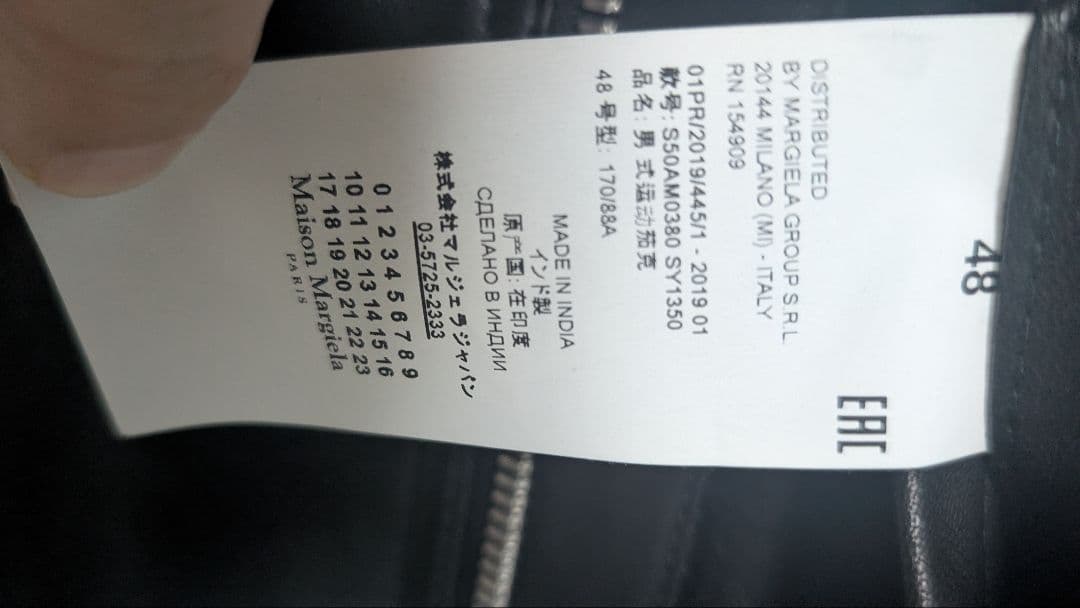 48
EAC
DISTRIBUTED
BY MARGIELA GROUP S.R.L
20144 MILANO (MI) - ITALY
RN 154909
01PR/2019/445/1 - 2019 01
款号: S50AM0380 SY1350
品名: 男式运动茄克
48 号型: 170/88A
MADE IN INDIA
インド製
原产国: 在印度
СДЕЛАНО В ИНДИИ
株式会社マルジェラジャパン
03-5725-2333
0 1 2 3 4 5 6 7 8 9
10 11 12 13 14 15 16
17 18 19 20 21 22 23
Maison Margiela
PARIS